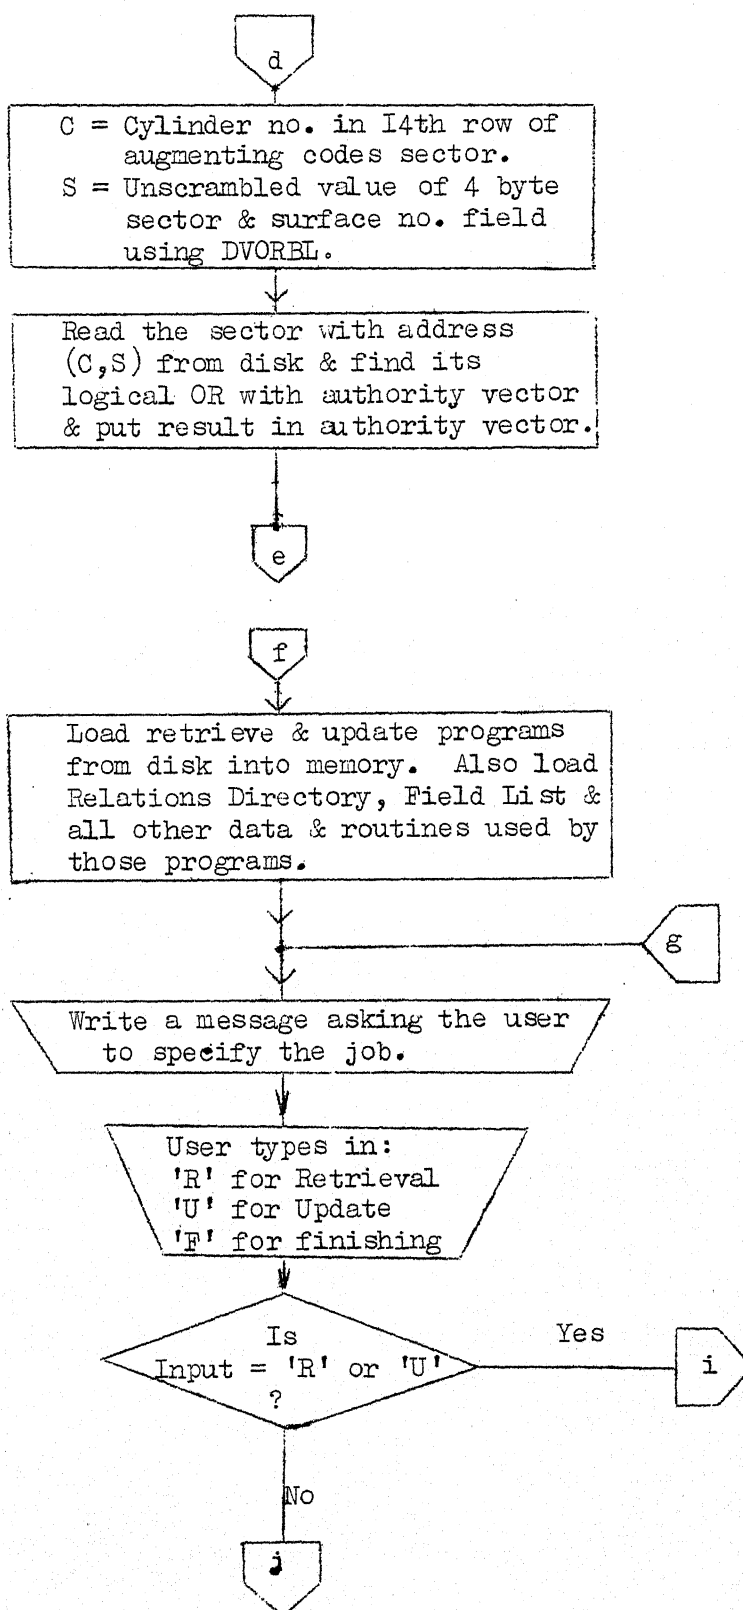 d
C = Cylinder no. in I4th row of
augmenting codes sector.
S = Unscrambled value of 4 byte
sector & surface no. field
using DVORBL.
Read the sector with address
(C,S) from disk & find its
logical OR with authority vector
& put result in authority vector.
e
f
Load retrieve & update programs
from disk into memory. Also load
Relations Directory, Field List &
all other data & routines used by
those programs.
g
Write a message asking the user
to specify the job.
User types in:
'R' for Retrieval
'U' for Update
'F' for finishing
Is
Input = 'R' or 'U'
?
Yes
i
No
j